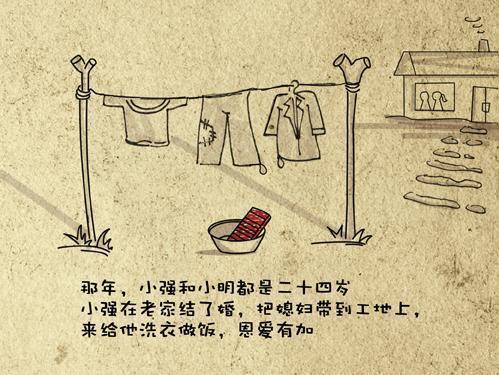 那年，小强和小明都是二十四岁
小强在老家结了婚，把媳妇带到工地上，
来给他洗衣做饭，恩爱有加